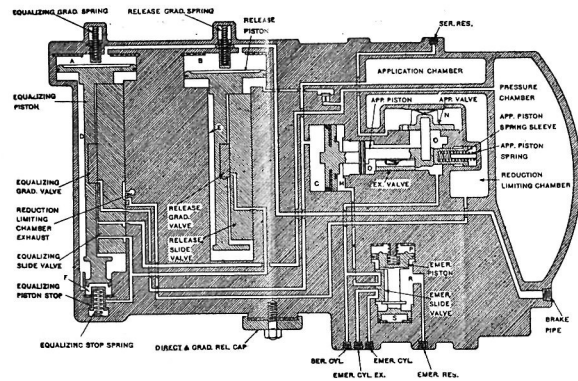 EQUALIZING GRAD. SPRING
RELEASE GRAD. SPRING
RELEASE
PISTON
SER. RES.
A
B
APPLICATION CHAMBER
PRESSURE
CHAMBER
EQUALIZING
PISTON
APP. PISTON
APP. VALVE
N
APP. PISTON
SPRING SLEEVE
APP. PISTON
SPRING
D
E
O
O
EQUALIZING
GRAD. VALVE
C
M
EX. VALVE
REDUCTION
LIMITING CHAMBER
REDUCTION
LIMITING
CHAMBER
EXHAUST
RELEASE
GRAD.
VALVE
RELEASE
SLIDE
VALVE
EQUALIZING
SLIDE VALVE
F
EQUALIZING
PISTON STOP
EMER.
PISTON
R
EMER.
SLIDE
VALVE
S
EQUALIZING STOP SPRING
DIRECT & GRAD. REL. CAP
BRAKE
PIPE
SER. CYL.
EMER. CYL.
EMER. CYL. EX.
EMER. RES.